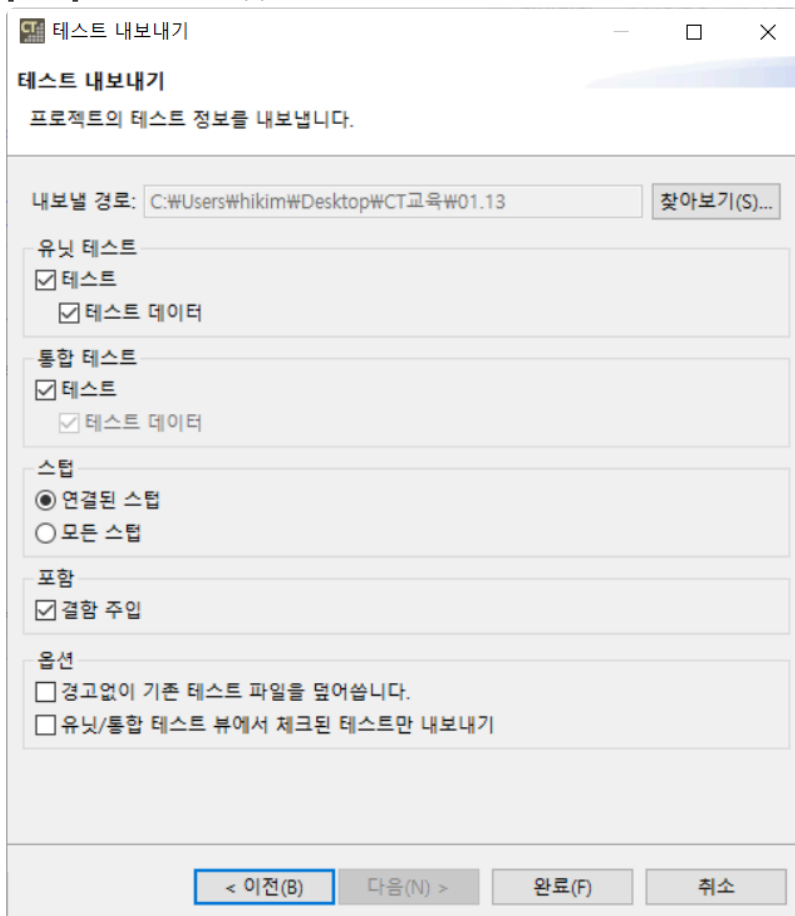 테스트 내보내기
테스트 내보내기
프로젝트의 테스트 정보를 내보냅니다.
내보낼 경로: C:₩Users₩hikim₩Desktop₩CT교육₩01.13 찾아보기(S)...
유닛 테스트
테스트
테스트 데이터
통합 테스트
테스트
테스트 데이터
스텁
연결된 스텁
모든 스텁
포함
결함 주입
옵션
경고없이 기존 테스트 파일을 덮어씁니다.
유닛/통합 테스트 뷰에서 체크된 테스트만 내보내기
< 이전(B) 다음(N) > 완료(F) 취소